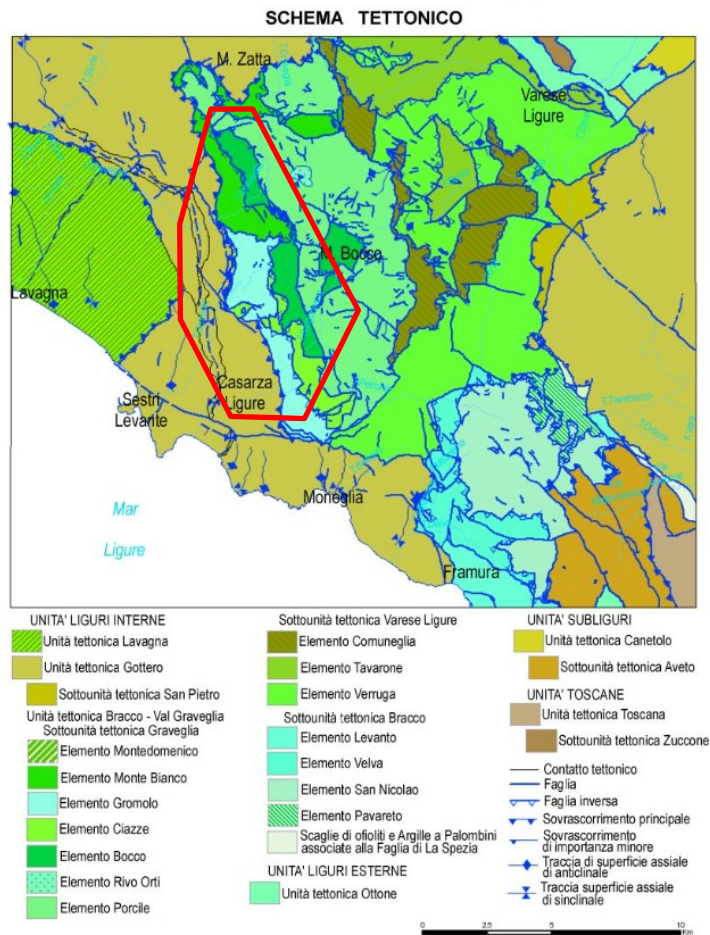 SCHEMA TETTONICO
M. Zatta
Varese
Ligure
M. Bocco
Lavagna
Casarza
Ligure
Sestri
Levante
T.Trambacco
Moneglia
Mar
Ligure
Framura
UNITA' LIGURI INTERNE
Unità tettonica Lavagna
Unità tettonica Gottero
Sottounità tettonica San Pietro
Unità tettonica Bracco - Val Graveglia
Sottounità tettonica Graveglia
Elemento Montedomenico
Elemento Monte Bianco
Elemento Gromolo
Elemento Ciazze
Elemento Bocco
Elemento Rivo Orti
Elemento Porcile
Sottounità tettonica Varese Ligure
Elemento Comuneglia
Elemento Tavarone
Elemento Verruga
Sottounità tettonica Bracco
Elemento Levanto
Elemento Velva
Elemento San Nicolao
Elemento Pavareto
Scaglie di ofioliti e Argille a Palombini
associate alla Faglia di La Spezia
UNITA' LIGURI ESTERNE
Unità tettonica Ottone
UNITA' SUBLIGURI
Unità tettonica Canetolo
Sottounità tettonica Aveto
UNITA' TOSCANE
Unità tettonica Toscana
Sottounità tettonica Zuccone
Contatto tettonico
Faglia
Faglia inversa
Sovrascorrimento principale
Sovrascorrimento
di importanza minore
Traccia di superficie assiale
di anticlinale
Traccia superficie assiale
di sinclinale
0 2.5 5 10
Km